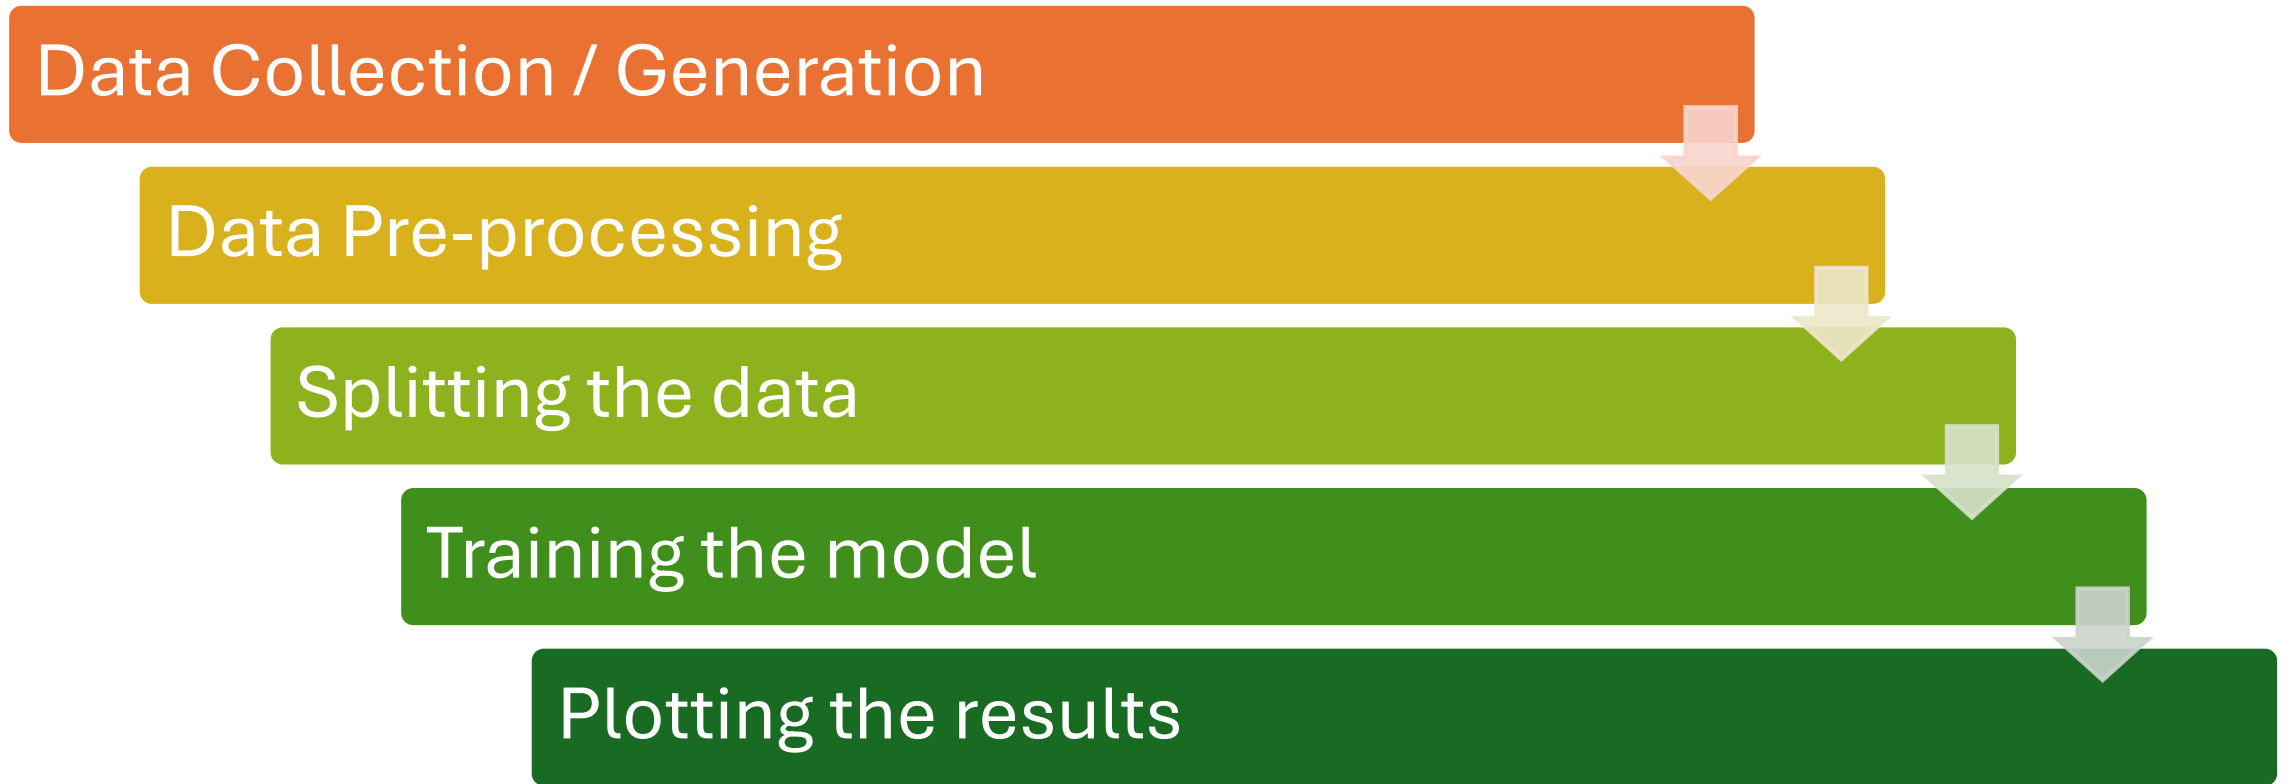 Data Collection / Generation
Data Pre-processing
Splitting the data
Training the model
Plotting the results